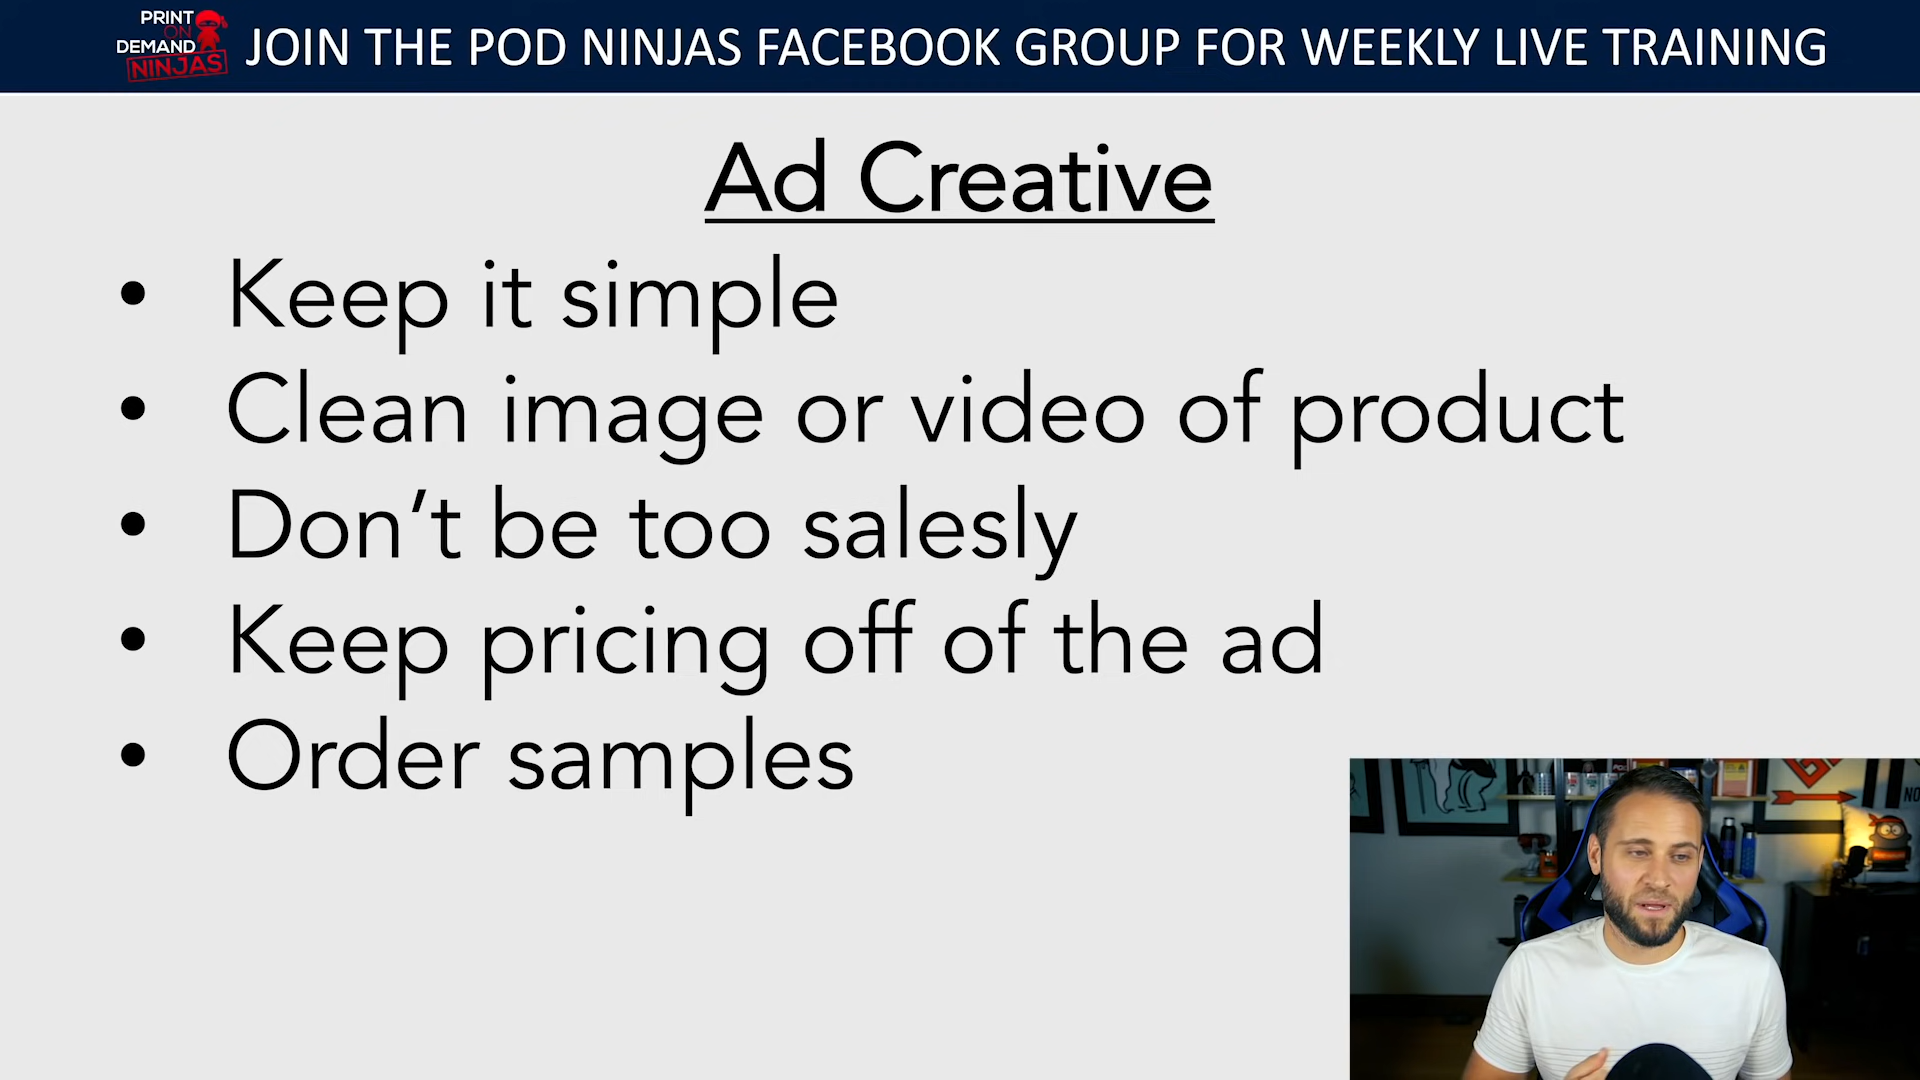 PRINT
ON
DEMAND
NINJAS
JOIN THE POD NINJAS FACEBOOK GROUP FOR WEEKLY LIVE TRAINING
Ad Creative
• Keep it simple
• Clean image or video of product
• Don’t be too salesly
• Keep pricing off of the ad
• Order samples
NO